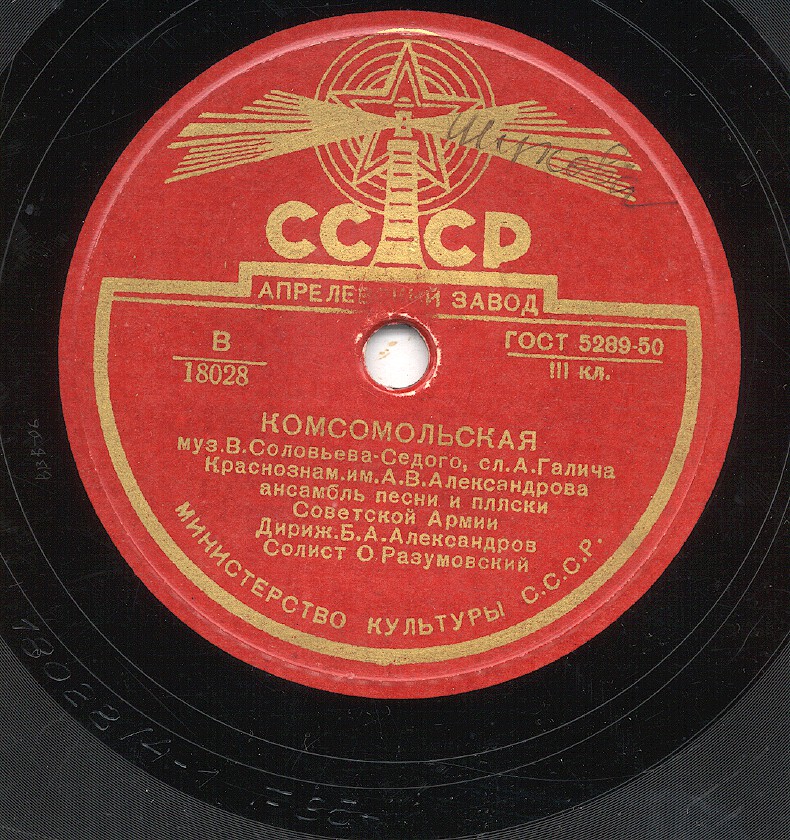 СССР
АПРЕЛЕВСКИЙ ЗАВОД
В
18028
ГОСТ 5289-50
III кл.
КОМСОМОЛЬСКАЯ
муз.В.Соловьева-Седого, сл.А.Галича
Краснознам.им.А.В.Александрова
ансамбль песни и пляски
Советской Армии
Дириж.Б.А.Александров
Солист О.Разумовский
МИНИСТЕРСТВО КУЛЬТУРЫ С.С.С.Р.